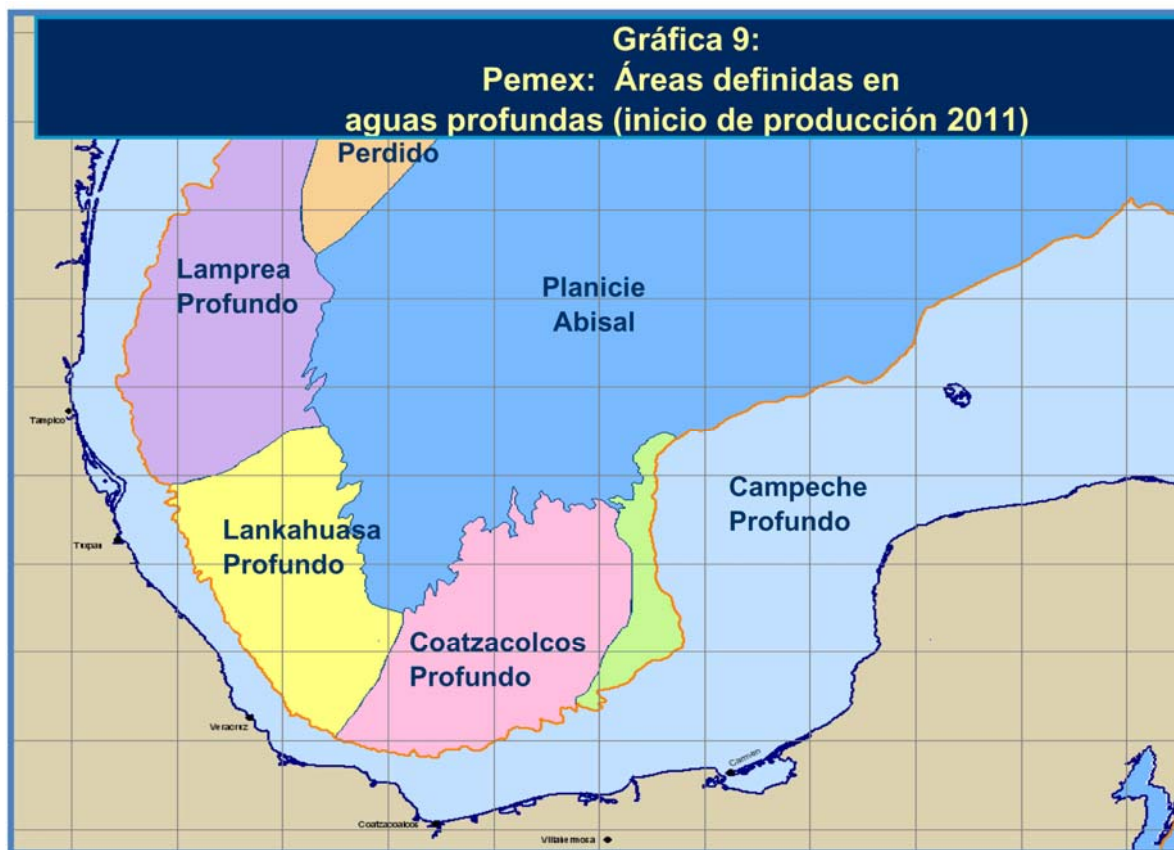 Gráfica 9:
Pemex: Áreas definidas en
aguas profundas (inicio de producción 2011)
Perdido
Lamprea
Profundo
Planicie
Abisal
Tampico
Campeche
Profundo
Lankahuasa
Profundo
Tuxpan
Coatzacolcos
Profundo
Veracruz
Carmen
Coatzacoalcos
Villahermosa